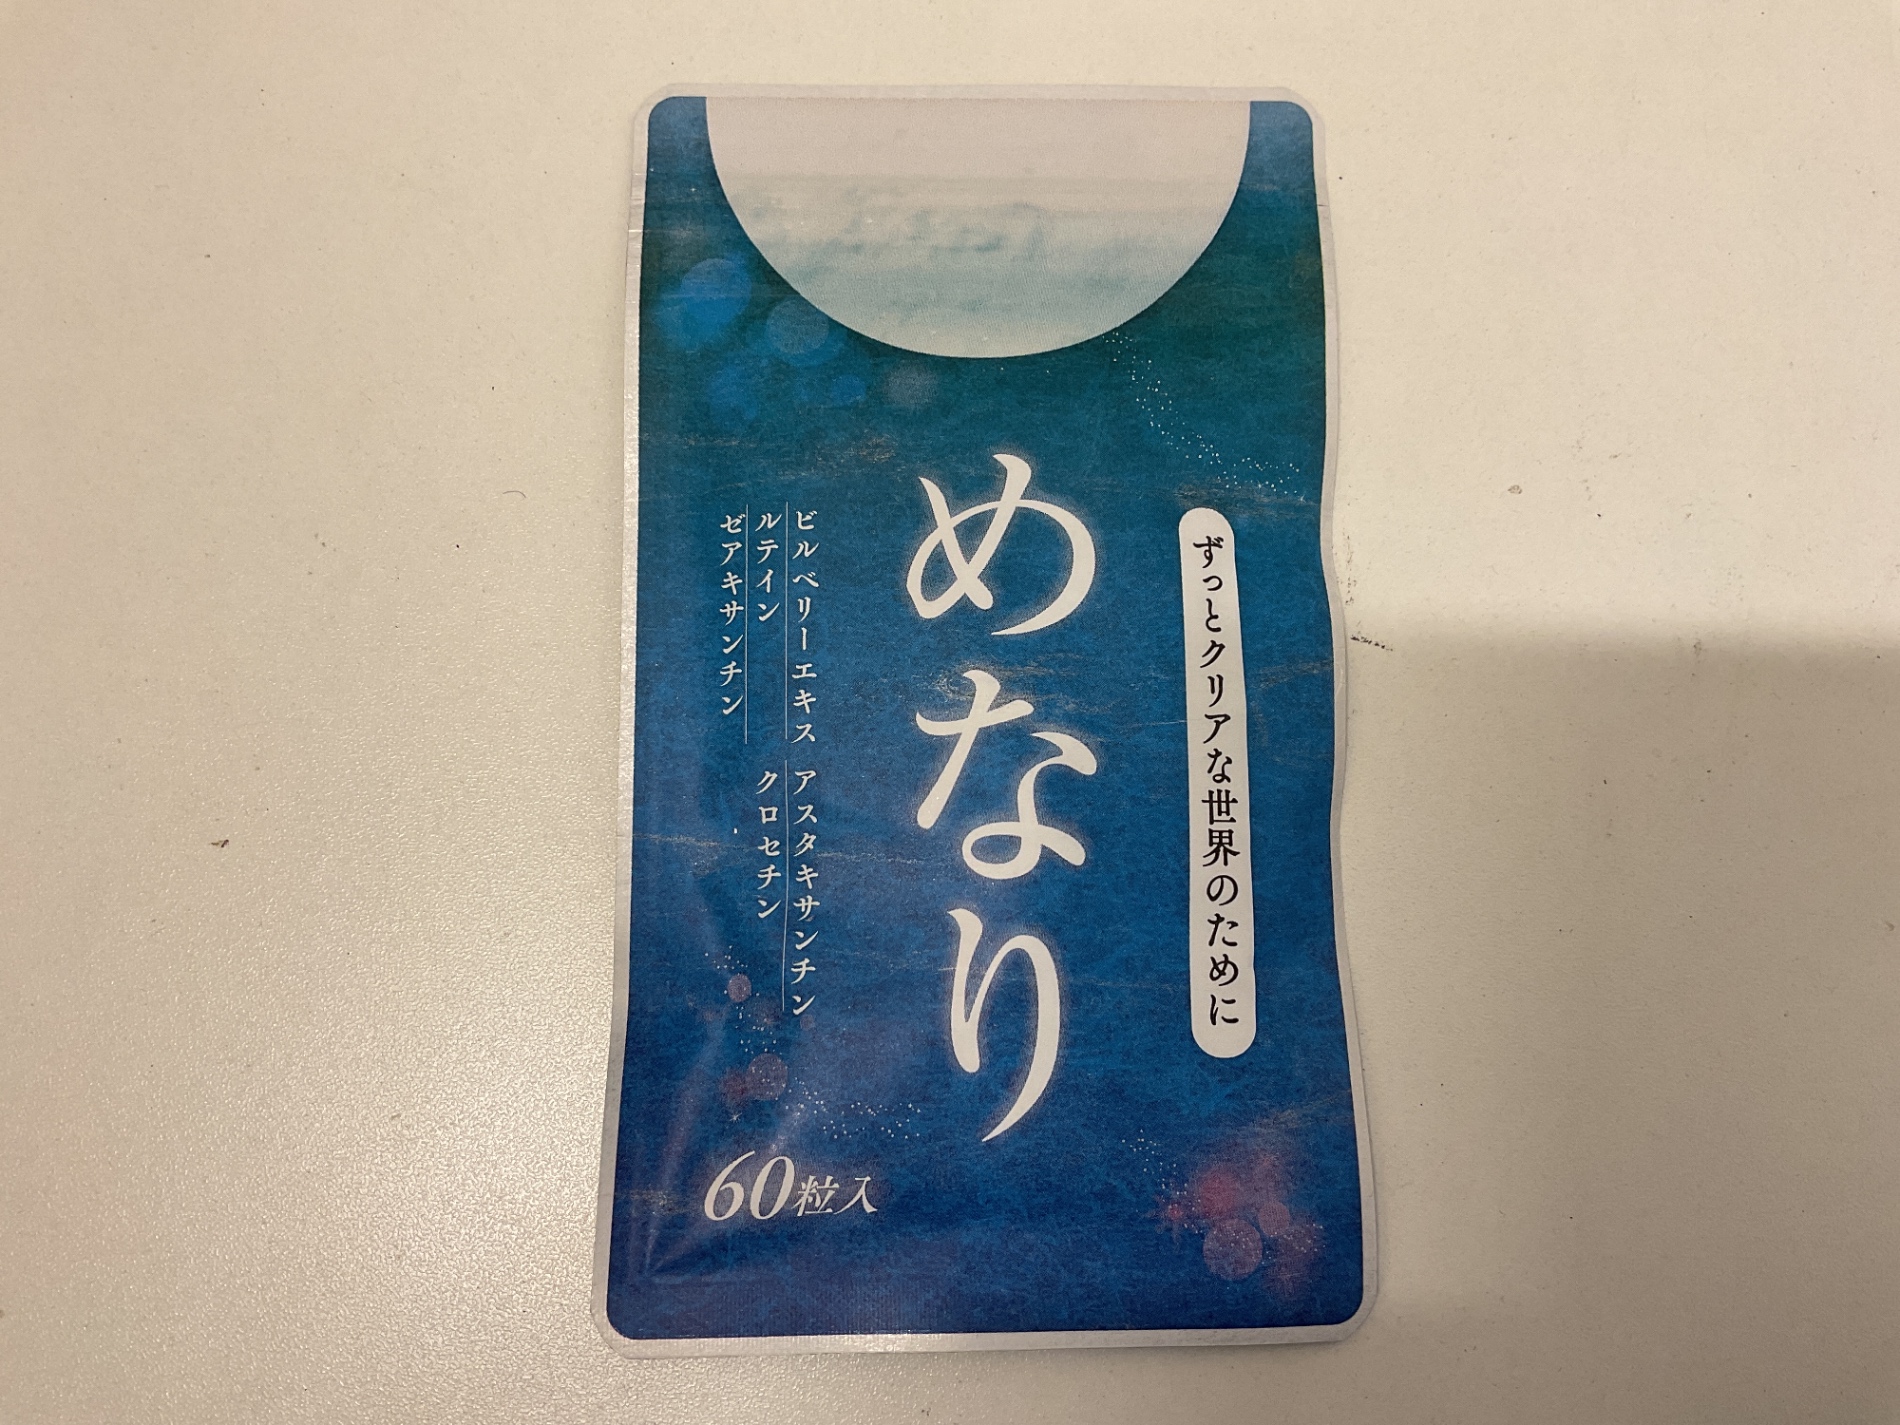 ずっとクリアな世界のために
めなり
ビルベリーエキス
ルテイン
ゼアキサンチン
アスタキサンチン
クロセチン
60粒入